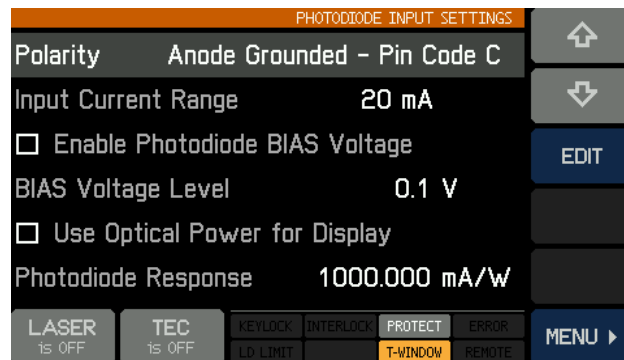 PHOTODIODE INPUT SETTINGS
Polarity Anode Grounded - Pin Code C
Input Current Range 20 mA
Enable Photodiode BIAS Voltage
EDIT
BIAS Voltage Level 0.1 V
Use Optical Power for Display
Photodiode Response 1000.000 mA/W
LASER
is OFF
TEC
is OFF
KEYLOCK INTERLOCK PROTECT ERROR
LD LIMIT T-WINDOW REMOTE
MENU